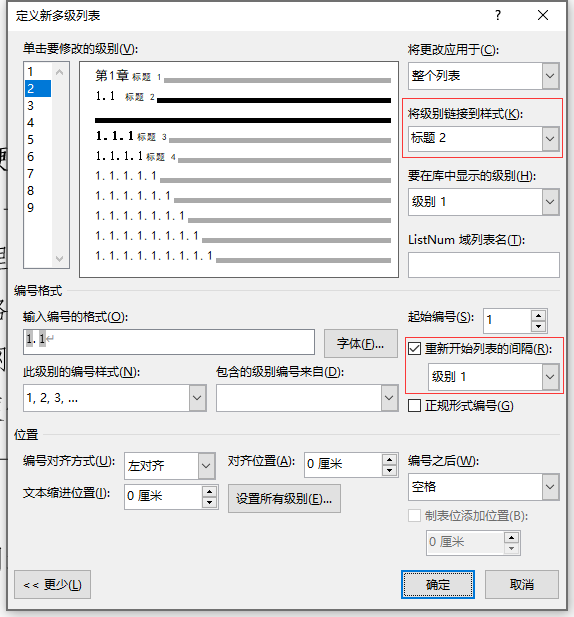 定义新多级列表
?
单击要修改的级别(V):
1
2
3
4
5
6
7
8
9
第1章 标题 1
1.1 标题 2
1.1.1 标题 3
1.1.1.1 标题 4
1.1.1.1.1
1.1.1.1.1.1
1.1.1.1.1.1.1
1.1.1.1.1.1.1.1
1.1.1.1.1.1.1.1.1
将更改应用于(C):
整个列表
将级别链接到样式(K):
标题 2
要在库中显示的级别(H):
级别 1
ListNum 域列表名(T):
编号格式
输入编号的格式(O):
1.1↵
字体(F)...
起始编号(S):
1
此级别的编号样式(N):
1, 2, 3, ...
包含的级别编号来自(D):
重新开始列表的间隔(R):
级别 1
正规形式编号(G)
位置
编号对齐方式(U):
左对齐
对齐位置(A):
0 厘米
文本缩进位置(I):
0 厘米
设置所有级别(E)...
编号之后(W):
空格
制表位添加位置(B):
0 厘米
<< 更少(L)
确定
取消